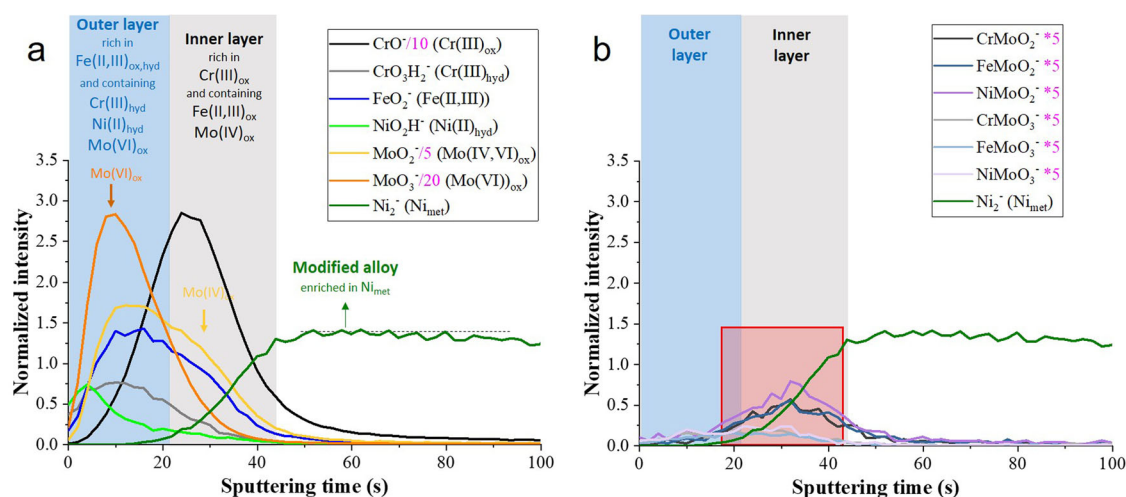 a
Outer layer
rich in
Fe(II,III)ox,hyd
and containing
Cr(III)hyd
Ni(II)hyd
Mo(VI)ox
Inner layer
rich in
Cr(III)ox
and containing
Fe(II,III)ox
Mo(IV)ox
CrO⁻/10 (Cr(III)ox)
CrO₃H₂⁻ (Cr(III)hyd)
FeO₂⁻ (Fe(II,III))
NiO₂H⁻ (Ni(II)hyd)
MoO₂⁻/5 (Mo(IV,VI)ox)
MoO₃⁻/20 (Mo(VI))ox)
Ni₂⁻ (Nimet)
Mo(VI)ox
Mo(IV)
Modified alloy
enriched in Nimet
Normalized intensity
3.5
3.0
2.5
2.0
1.5
1.0
0.5
0.0
0 20 40 60 80 100
Sputtering time (s)
b
Outer
layer
Inner
layer
CrMoO₂⁻ *5
FeMoO₂⁻ *5
NiMoO₂⁻ *5
CrMoO₃⁻ *5
FeMoO₃⁻ *5
NiMoO₃⁻ *5
Ni₂⁻ (Nimet)
Normalized intensity
3.5
3.0
2.5
2.0
1.5
1.0
0.5
0.0
0 20 40 60 80 100
Sputtering time (s)